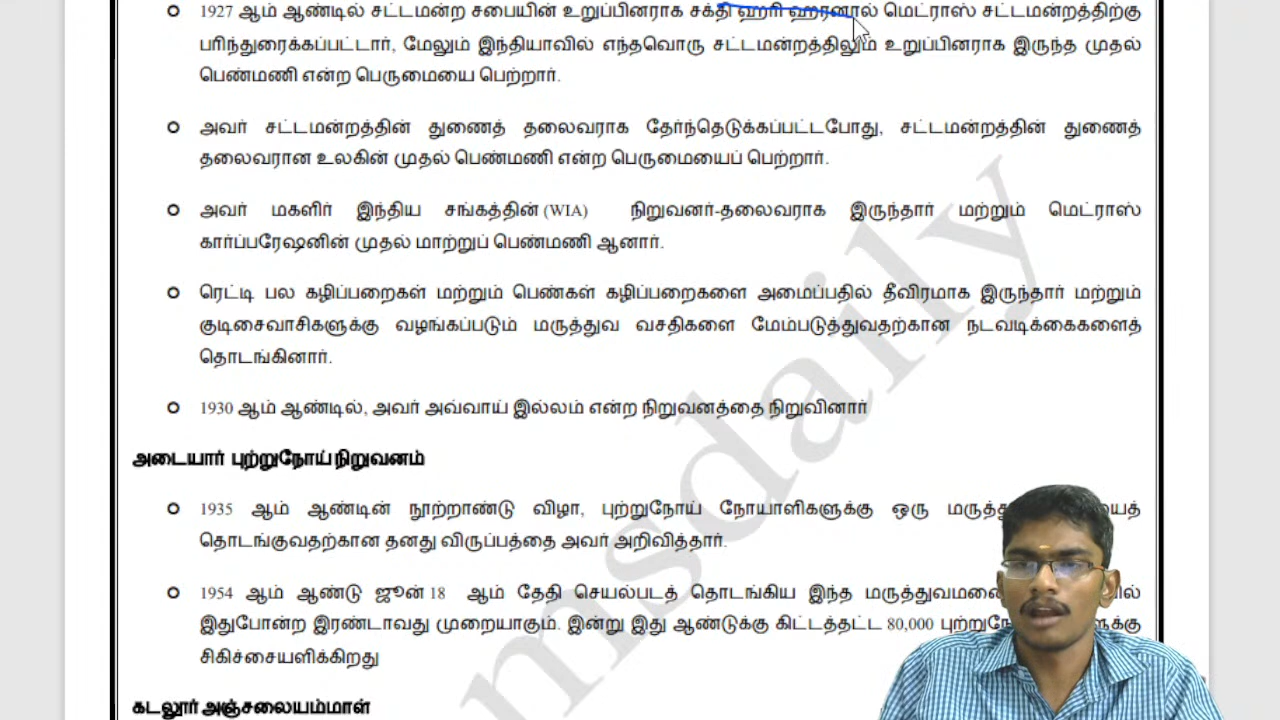 1927 ஆம் ஆண்டில் சட்டமன்ற சபையின் உறுப்பினராக சக்தி ஹரி ஹரனால் மெட்ராஸ் சட்டமன்றத்திற்கு
பரிந்துரைக்கப்பட்டார், மேலும் இந்தியாவில் எந்தவொரு சட்டமன்றத்திலும் உறுப்பினராக இருந்த முதல்
பெண்மணி என்ற பெருமையை பெற்றார்.
அவர் சட்டமன்றத்தின் துணைத் தலைவராக தேர்ந்தெடுக்கப்பட்டபோது, சட்டமன்றத்தின் துணைத்
தலைவரான உலகின் முதல் பெண்மணி என்ற பெருமையைப் பெற்றார்.
அவர் மகளிர் இந்திய சங்கத்தின் (WIA) நிறுவனர்-தலைவராக இருந்தார் மற்றும் மெட்ராஸ்
கார்ப்பரேஷனின் முதல் மாற்றுப் பெண்மணி ஆனார்.
ரெட்டி பல கழிப்பறைகள் மற்றும் பெண்கள் கழிப்பறைகளை அமைப்பதில் தீவிரமாக இருந்தார் மற்றும்
குடிசைவாசிகளுக்கு வழங்கப்படும் மருத்துவ வசதிகளை மேம்படுத்துவதற்கான நடவடிக்கைகளைத்
தொடங்கினார்.
1930 ஆம் ஆண்டில், அவர் அவ்வாய் இல்லம் என்ற நிறுவனத்தை நிறுவினார்
அடையார் புற்றுநோய் நிறுவனம்
1935 ஆம் ஆண்டின் நூற்றாண்டு விழா, புற்றுநோய் நோயாளிகளுக்கு ஒரு
தொடங்குவதற்கான தனது விருப்பத்தை அவர் அறிவித்தார்.
1954 ஆம் ஆண்டு ஜூன் 18 ஆம் தேதி செயல்படத் தொடங்கிய இந்த
இதுபோன்ற இரண்டாவது முறையாகும். இன்று இது ஆண்டுக்கு கிட்டத்தட்ட 80,000
சிகிச்சையளிக்கிறது
கடலூர் அஞ்சலையம்மாள்
msdaily